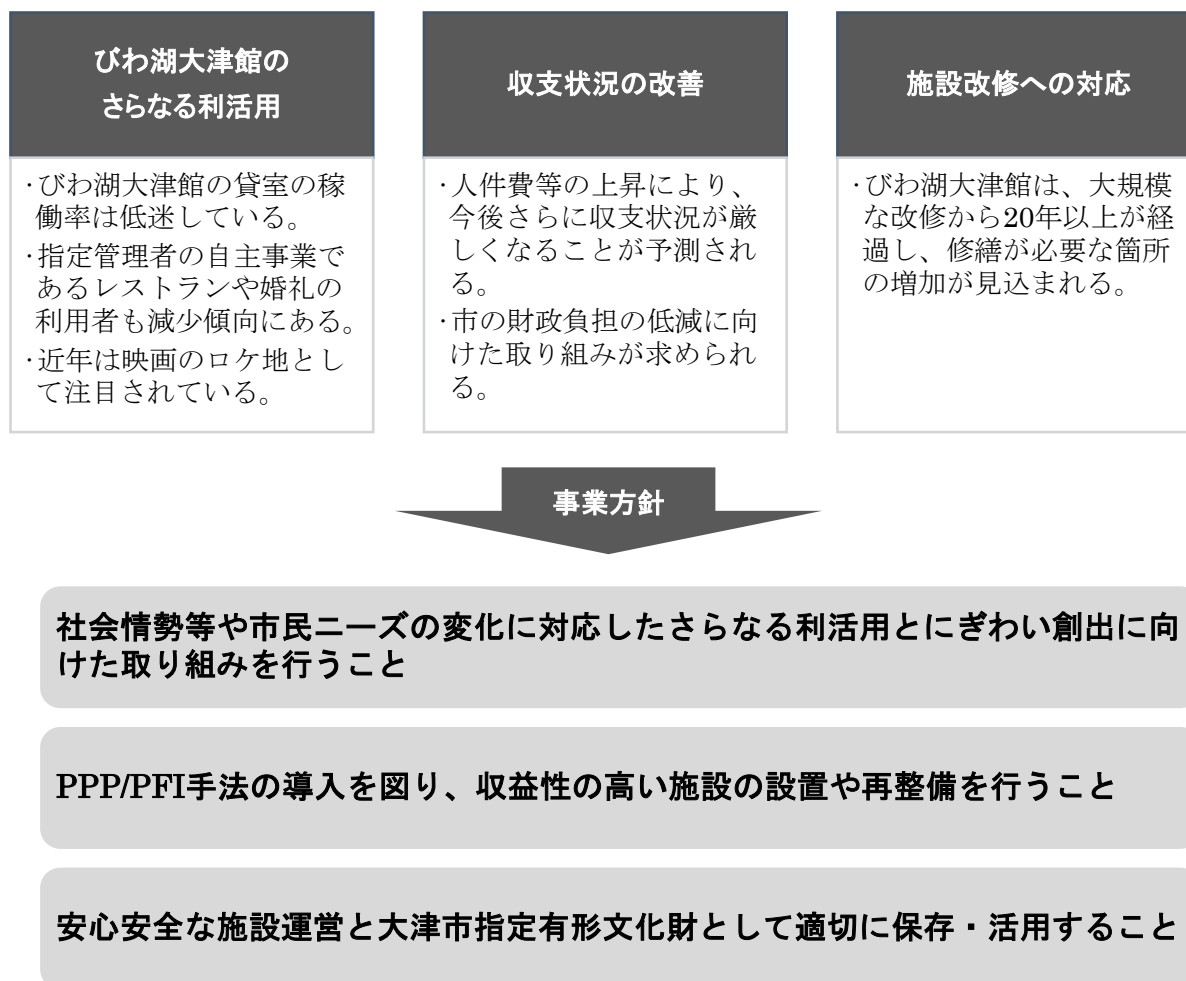 びわ湖大津館の
さらなる利活用
・びわ湖大津館の貸室の稼
働率は低迷している。
・指定管理者の自主事業で
あるレストランや婚礼の
利用者も減少傾向にある。
・近年は映画のロケ地とし
て注目されている。
収支状況の改善
・人件費等の上昇により、
今後さらに収支状況が厳
しくなることが予測され
る。
・市の財政負担の低減に向
けた取り組みが求められ
る。
施設改修への対応
・びわ湖大津館は、大規模
な改修から20年以上が経
過し、修繕が必要な箇所
の増加が見込まれる。
事業方針
社会情勢等や市民ニーズの変化に対応したさらなる利活用とにぎわい創出に向
けた取り組みを行うこと
PPP/PFI手法の導入を図り、収益性の高い施設の設置や再整備を行うこと
安心安全な施設運営と大津市指定有形文化財として適切に保存・活用すること